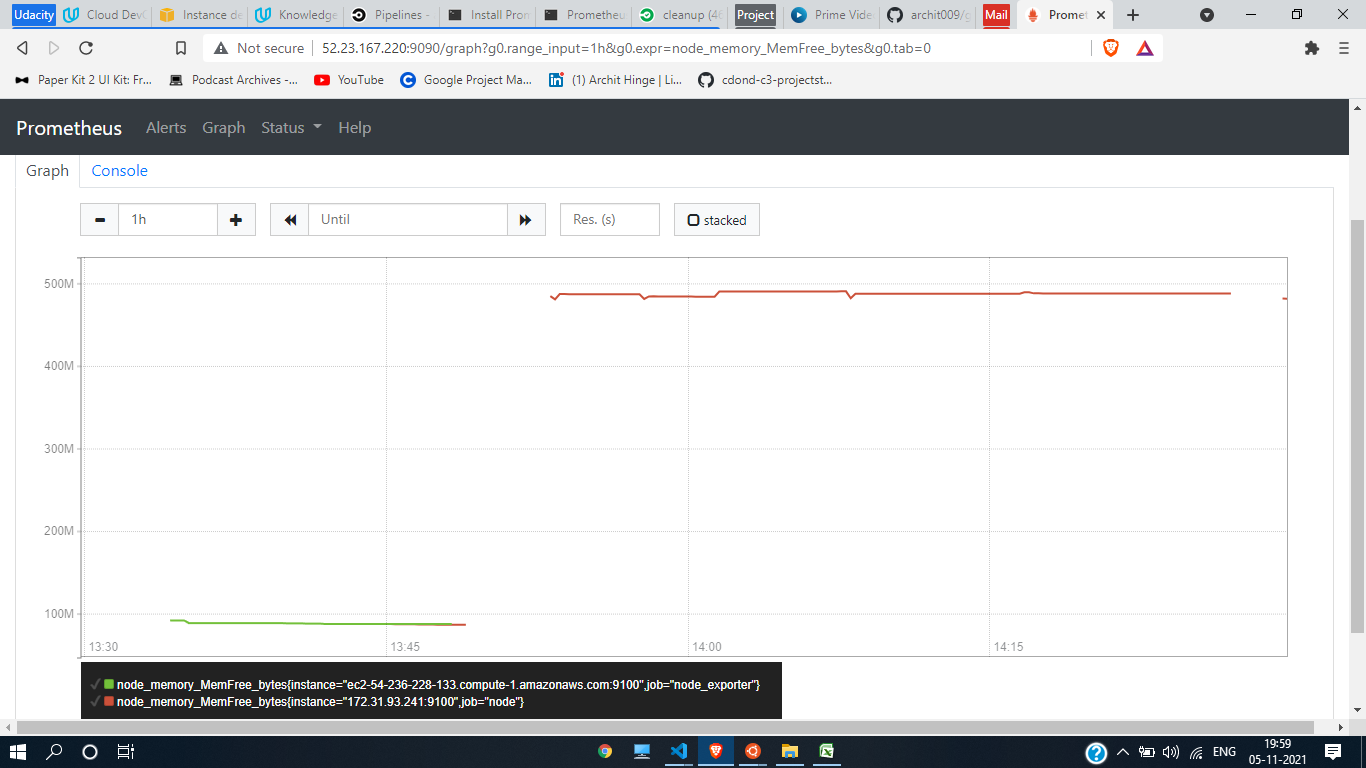 Udacity Cloud DevO Instance de Knowledge Pipelines - Install Pron Prometheu cleanup (46 Project Prime Vide archit009/g Mail Promet
Not secure 52.23.167.220:9090/graph?g0.range_input=1h&g0.expr=node_memory_MemFree_bytes&g0.tab=0
Paper Kit 2 UI Kit: Fr... Podcast Archives -... YouTube Google Project Ma... (1) Archit Hinge | Li... cdond-c3-projectst...
Prometheus Alerts Graph Status Help
Graph Console
1h Until Res. (s) stacked
500M
400M
300M
200M
100M
13:30 13:45 14:00 14:15
node_memory_MemFree_bytes{instance="ec2-54-236-228-133.compute-1.amazonaws.com:9100",job="node_exporter"}
node_memory_MemFree_bytes{instance="172.31.93.241:9100",job="node"}
ENG 19:59
05-11-2021